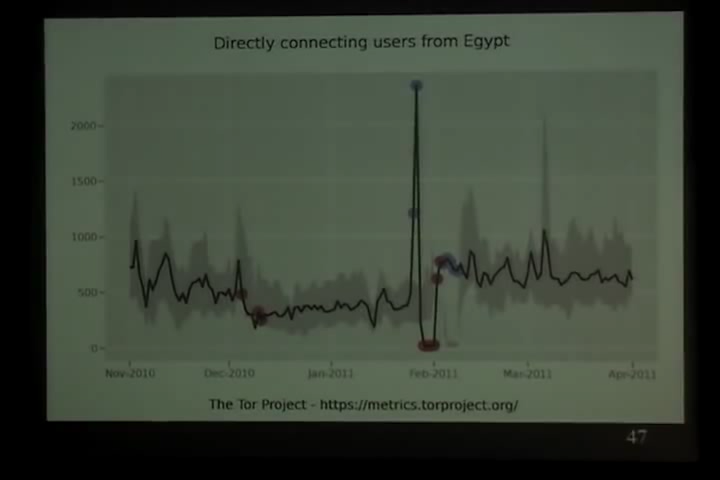 Directly connecting users from Egypt
2000
1500
1000
500
0
Nov-2010 Dec-2010 Jan-2011 Feb-2011 Mar-2011 Apr-2011
The Tor Project - https://metrics.torproject.org/
47